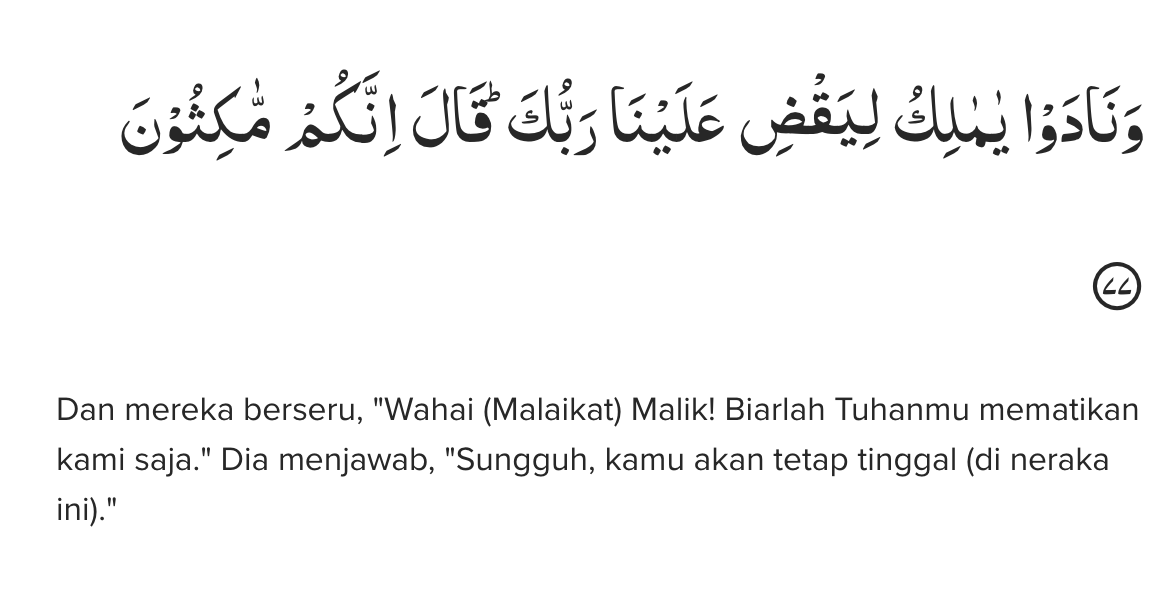 وَنَادَوْا يٰمٰلِكُ لِيَقْضِ عَلَيْنَا رَبُّكَ ۗقَالَ اِنَّكُمْ مّٰكِثُوْنَ
٧٧
Dan mereka berseru, "Wahai (Malaikat) Malik! Biarlah Tuhanmu mematikan
kami saja." Dia menjawab, "Sungguh, kamu akan tetap tinggal (di neraka
ini)."